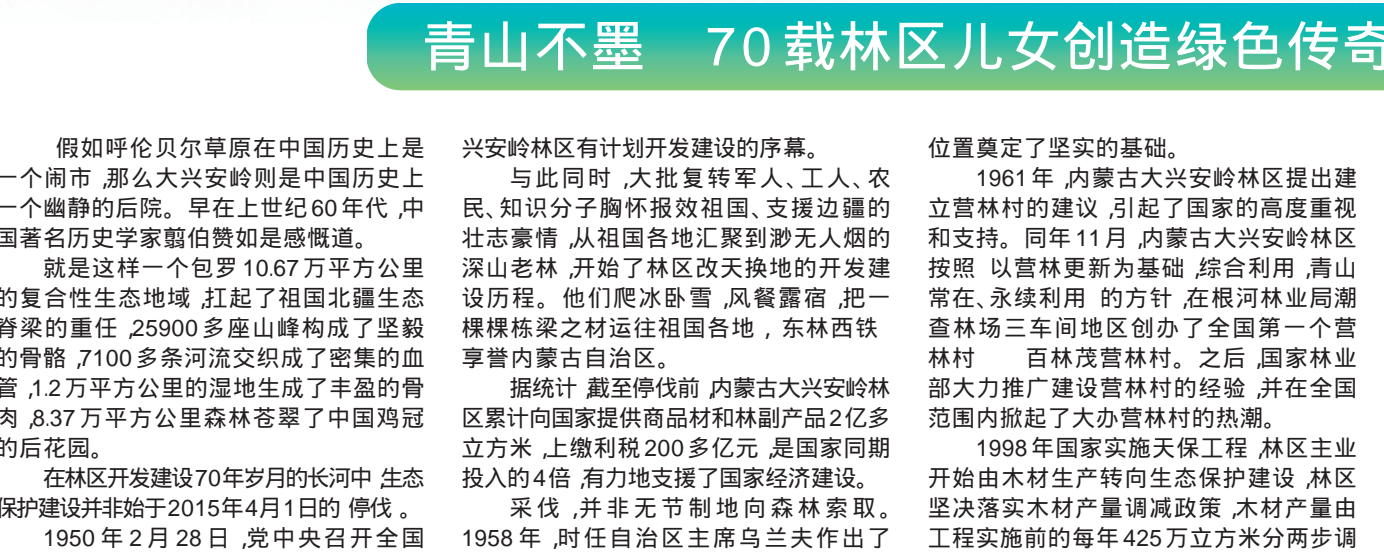 青山不墨 70载林区儿女创造绿色传奇
假如呼伦贝尔草原在中国历史上是
一个闹市,那么大兴安岭则是中国历史上
一个幽静的后院。早在上世纪60年代,中
国著名历史学家翦伯赞如是感慨道。
就是这样一个包罗10.67万平方公里
的复合性生态地域,扛起了祖国北疆生态
脊梁的重任,25900多座山峰构成了坚毅
的骨骼,7100多条河流交织成了密集的血
管,1.2万平方公里的湿地生成了丰盈的骨
肉,8.37万平方公里森林苍翠了中国鸡冠
的后花园。
在林区开发建设70年岁月的长河中,生态
保护建设并非始于2015年4月1日的 停伐 。
1950年2月28日,党中央召开全国
兴安岭林区有计划开发建设的序幕。
与此同时,大批复转军人、工人、农
民、知识分子胸怀报效祖国、支援边疆的
壮志豪情,从祖国各地汇聚到渺无人烟的
深山老林,开始了林区改天换地的开发建
设历程。他们爬冰卧雪,风餐露宿,把一
棵棵栋梁之材运往祖国各地,东林西铁
享誉内蒙古自治区。
据统计,截至停伐前,内蒙古大兴安岭林
区累计向国家提供商品材和林副产品2亿多
立方米,上缴利税200多亿元,是国家同期
投入的4倍,有力地支援了国家经济建设。
采伐,并非无节制地向森林索取。
1958年,时任自治区主席乌兰夫作出了
位置奠定了坚实的基础。
1961年,内蒙古大兴安岭林区提出建
立营林村的建议,引起了国家的高度重视
和支持。同年11月,内蒙古大兴安岭林区
按照 以营林更新为基础,综合利用,青山
常在、永续利用 的方针,在根河林业局潮
查林场三车间地区创办了全国第一个营
林村 百林茂营林村。之后,国家林业
部大力推广建设营林村的经验,并在全国
范围内掀起了大办营林村的热潮。
1998年国家实施天保工程,林区主业
开始由木材生产转向生态保护建设,林区
坚决落实木材产量调减政策,木材产量由
工程实施前的每年425万立方米分两步调